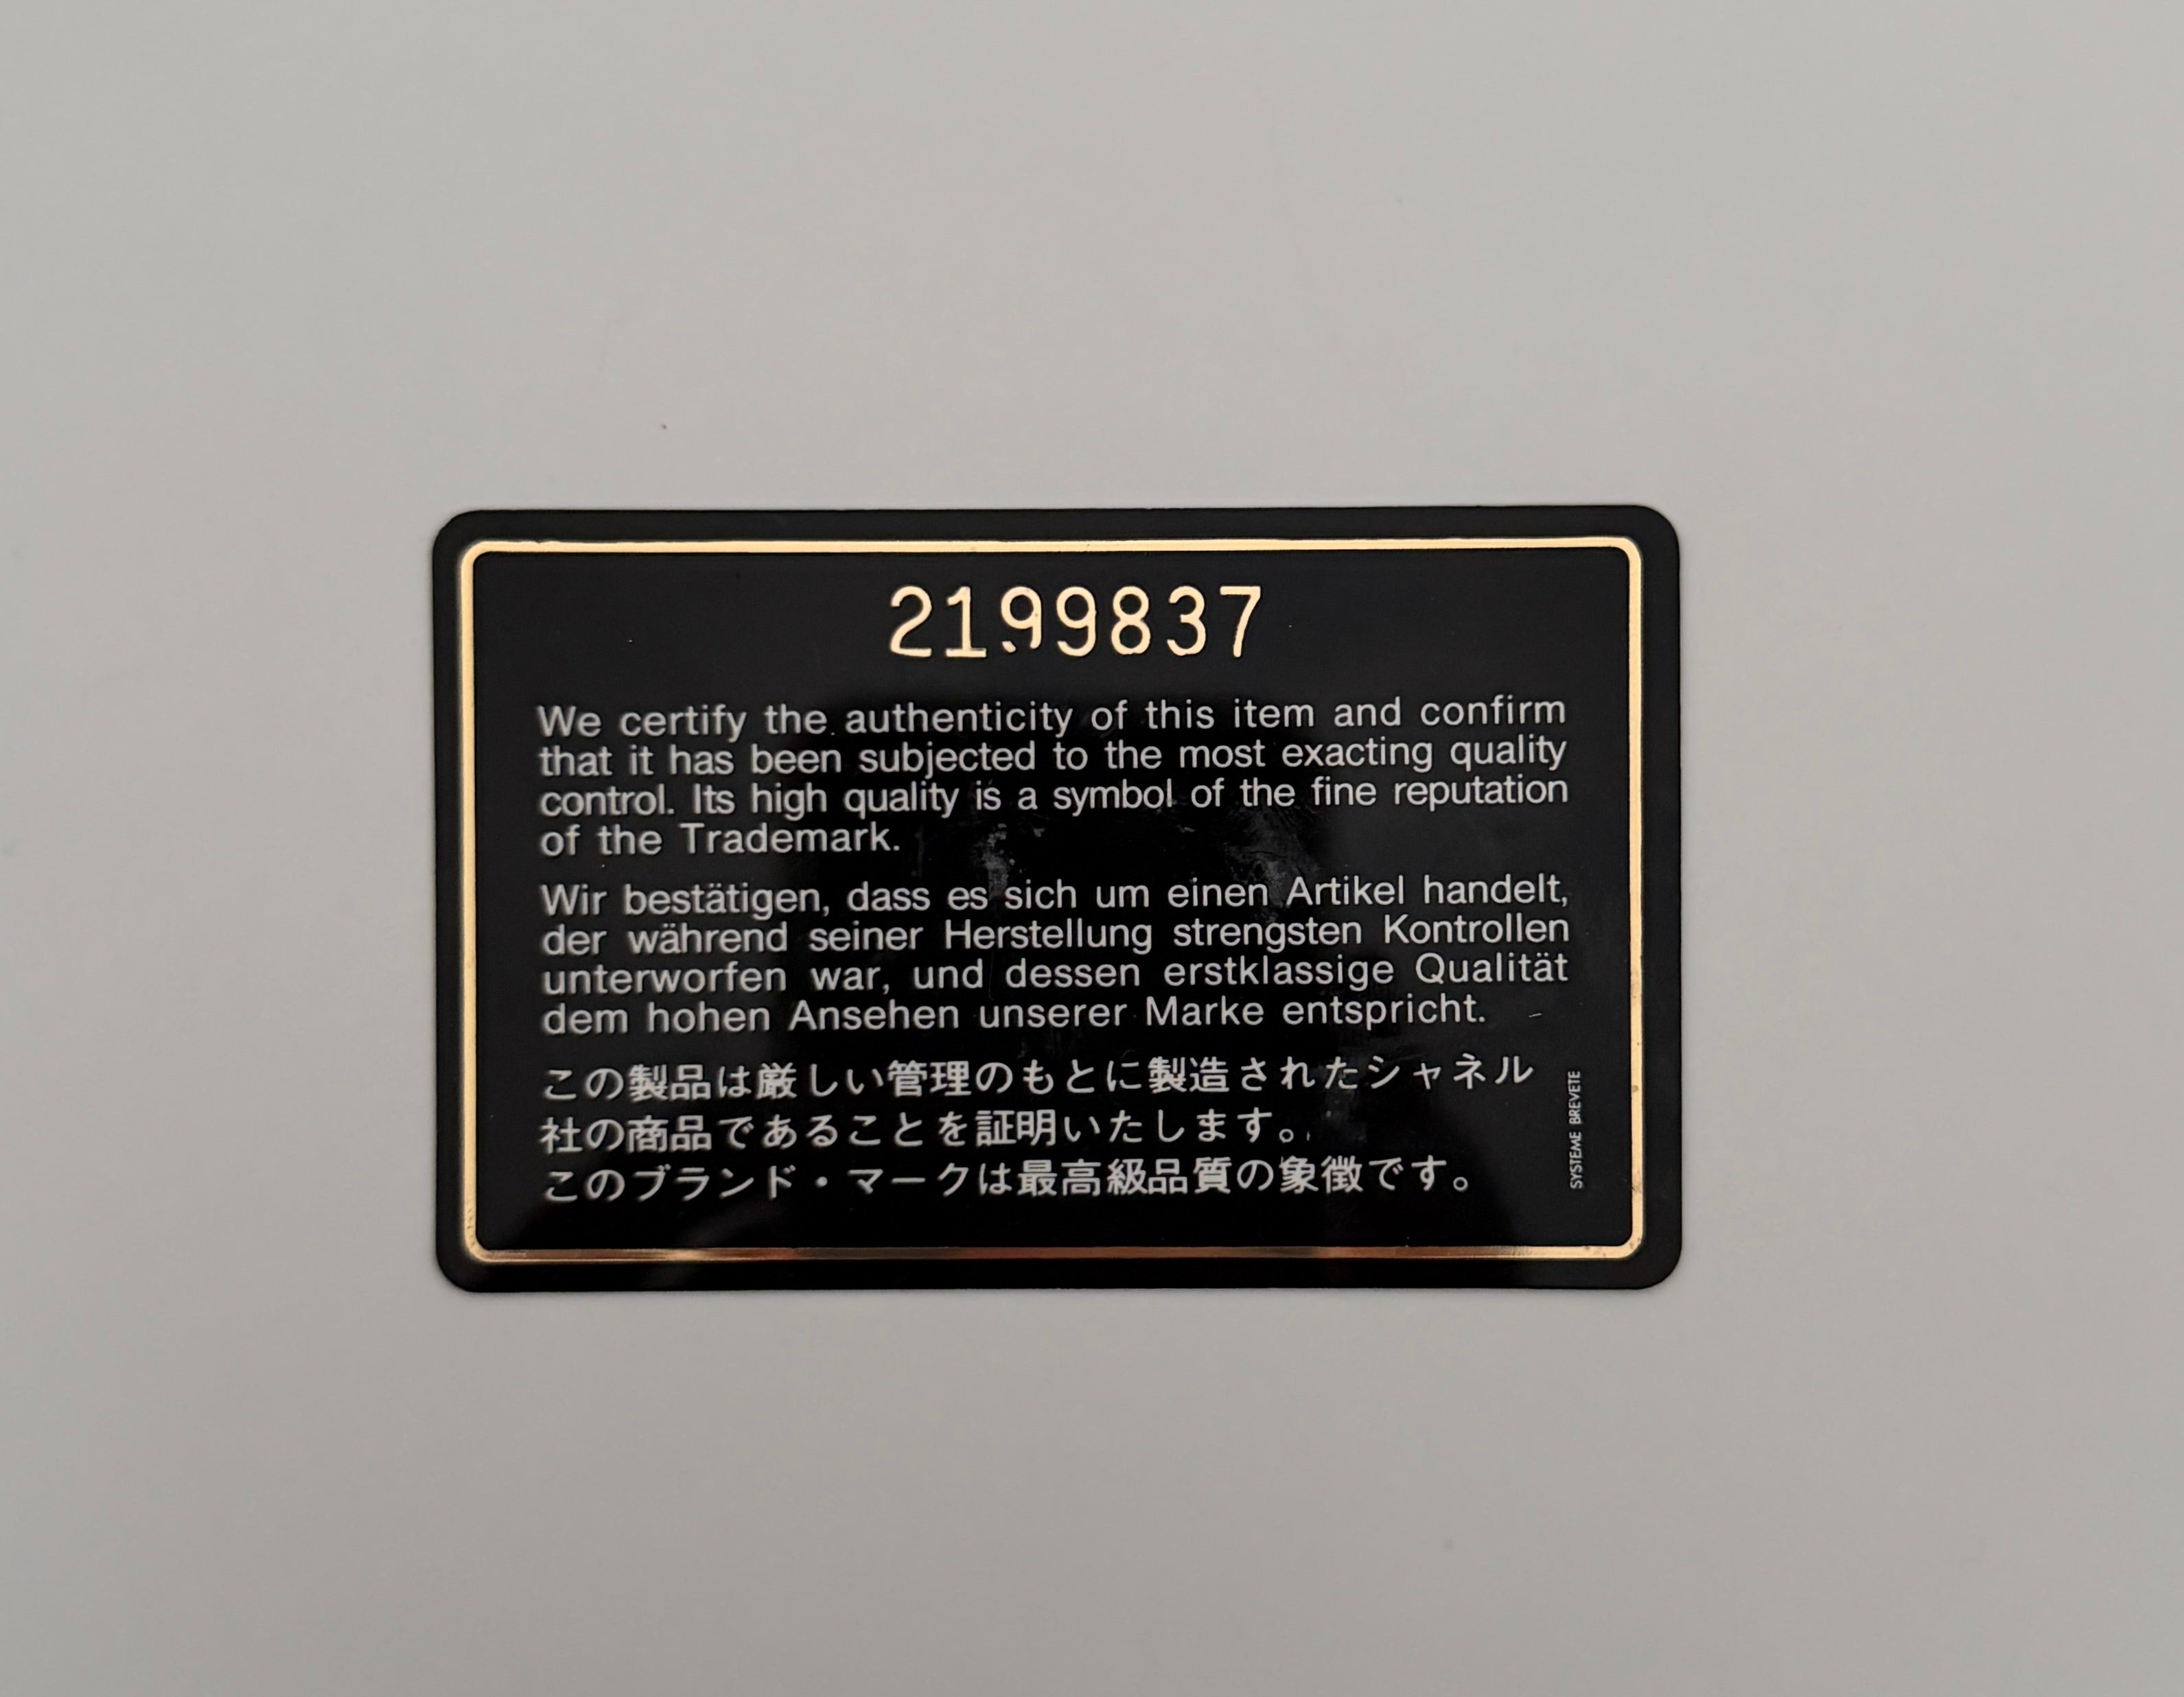 2199837
We certify the authenticity of this item and confirm
that it has been subjected to the most exacting quality
control. Its high quality is a symbol of the fine reputation
of the Trademark.
Wir bestätigen, dass es sich um einen Artikel handelt,
der während seiner Herstellung strengsten Kontrollen
unterworfen war, und dessen erstklassige Qualität
dem hohen Ansehen unserer Marke entspricht.
この製品は厳しい管理のもとに製造されたシャネル
社の商品であることを証明いたします。
このブランド・マークは最高級品質の象徴です。
SYSTEME BREVETE